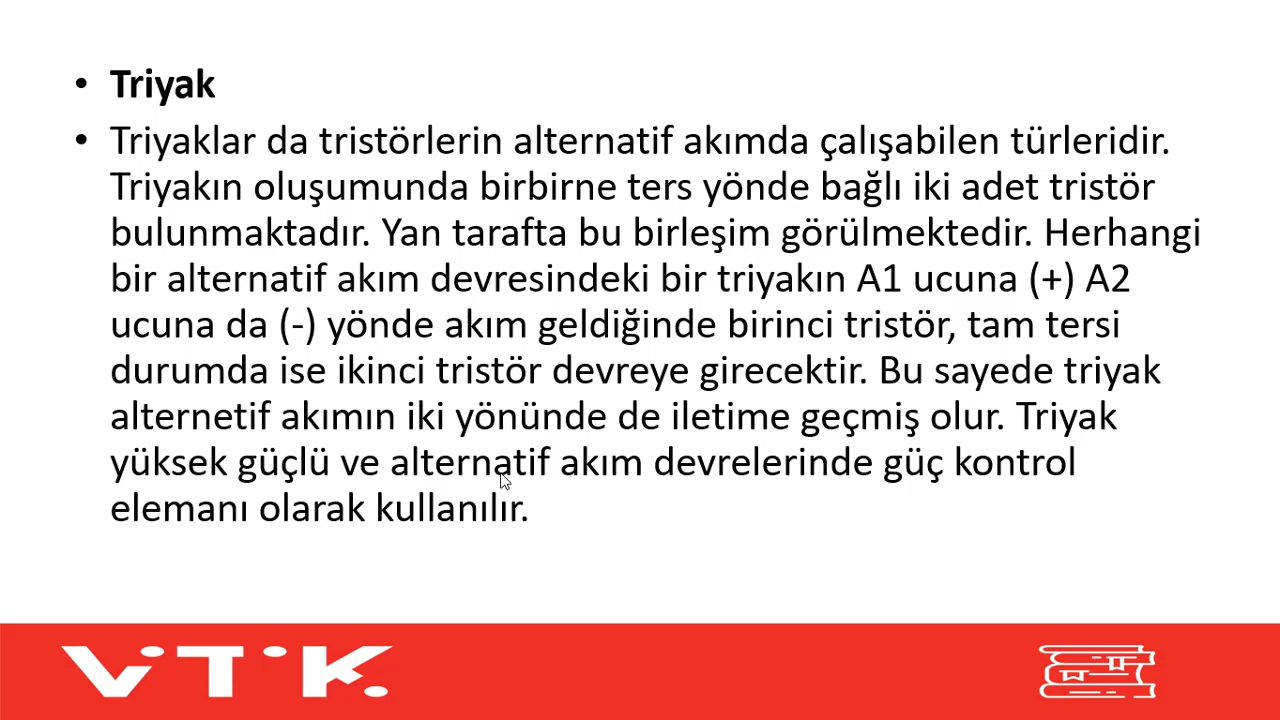 • Triyak
• Triyaklar da tristörlerin alternatif akımda çalışabilen türleridir.
Triyakın oluşumunda birbirne ters yönde bağlı iki adet tristör
bulunmaktadır. Yan tarafta bu birleşim görülmektedir. Herhangi
bir alternatif akım devresindeki bir triyakın A1 ucuna (+) A2
ucuna da (-) yönde akım geldiğinde birinci tristör, tam tersi
durumda ise ikinci tristör devreye girecektir. Bu sayede triyak
alternetif akımın iki yönünde de iletime geçmiş olur. Triyak
yüksek güçlü ve alternatif akım devrelerinde güç kontrol
elemanı olarak kullanılır.
VTK